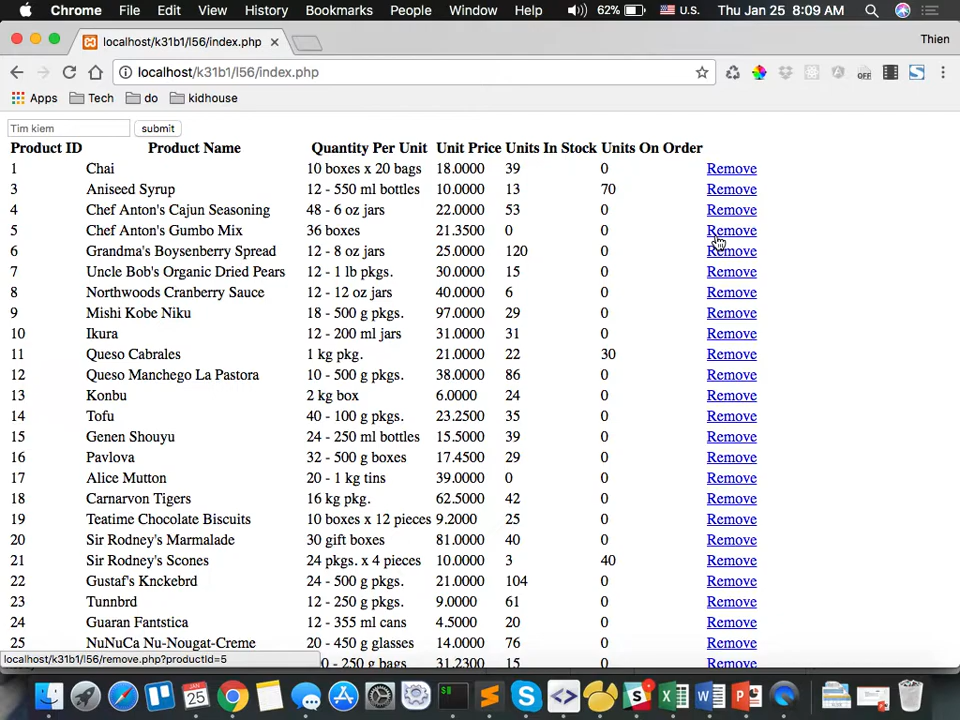 Chrome File Edit View History Bookmarks People Window Help 62% U.S. Thu Jan 25 8:09 AM
localhost/k31b1/l56/index.php Thien
localhost/k31b1/l56/index.php OFF
Apps Tech do kidhouse
Tim kiem submit
Product ID Product Name Quantity Per Unit Unit Price Units In Stock Units On Order
1 Chai 10 boxes x 20 bags 18.0000 39 0 Remove
3 Aniseed Syrup 12 - 550 ml bottles 10.0000 13 70 Remove
4 Chef Anton's Cajun Seasoning 48 - 6 oz jars 22.0000 53 0 Remove
5 Chef Anton's Gumbo Mix 36 boxes 21.3500 0 0 Remove
6 Grandma's Boysenberry Spread 12 - 8 oz jars 25.0000 120 0 Remove
7 Uncle Bob's Organic Dried Pears 12 - 1 lb pkgs. 30.0000 15 0 Remove
8 Northwoods Cranberry Sauce 12 - 12 oz jars 40.0000 6 0 Remove
9 Mishi Kobe Niku 18 - 500 g pkgs. 97.0000 29 0 Remove
10 Ikura 12 - 200 ml jars 31.0000 31 0 Remove
11 Queso Cabrales 1 kg pkg. 21.0000 22 30 Remove
12 Queso Manchego La Pastora 10 - 500 g pkgs. 38.0000 86 0 Remove
13 Konbu 2 kg box 6.0000 24 0 Remove
14 Tofu 40 - 100 g pkgs. 23.2500 35 0 Remove
15 Genen Shouyu 24 - 250 ml bottles 15.5000 39 0 Remove
16 Pavlova 32 - 500 g boxes 17.4500 29 0 Remove
17 Alice Mutton 20 - 1 kg tins 39.0000 0 0 Remove
18 Carnarvon Tigers 16 kg pkg. 62.5000 42 0 Remove
19 Teatime Chocolate Biscuits 10 boxes x 12 pieces 9.2000 25 0 Remove
20 Sir Rodney's Marmalade 30 gift boxes 81.0000 40 0 Remove
21 Sir Rodney's Scones 24 pkgs. x 4 pieces 10.0000 3 40 Remove
22 Gustaf's Knckebrd 24 - 500 g pkgs. 21.0000 104 0 Remove
23 Tunnbrd 12 - 250 g pkgs. 9.0000 61 0 Remove
24 Guaran Fantstica 12 - 355 ml cans 4.5000 20 0 Remove
25 NuNuCa Nu-Nougat-Creme 20 - 450 g glasses 14.0000 76 0 Remove
localhost/k31b1/l56/remove.php?productId=5 - 250 g bags 31.2300 15 0 Remove
JAN
25